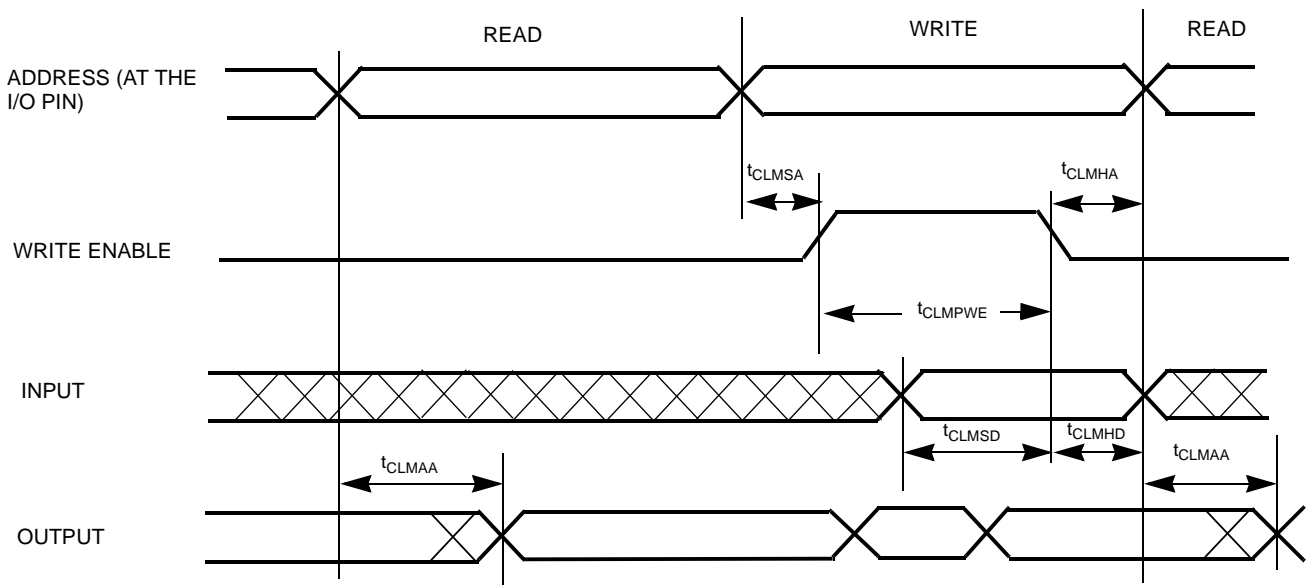 READ
WRITE
READ
ADDRESS (AT THE
I/O PIN)
tCLMSA
tCLMHA
WRITE ENABLE
tCLMPWE
INPUT
tCLMSD
tCLMHD
tCLMAA
tCLMAA
OUTPUT